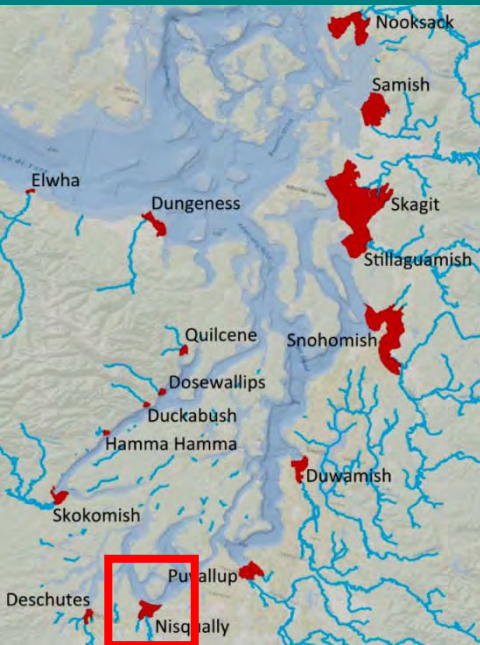 Nooksack
Samish
Elwha
Dungeness
Skagit
Stillaguamish
Quilcene
Snohomish
Dosewallips
Duckabush
Hamma Hamma
Duwamish
Skokomish
Puyallup
Deschutes
Nisqually